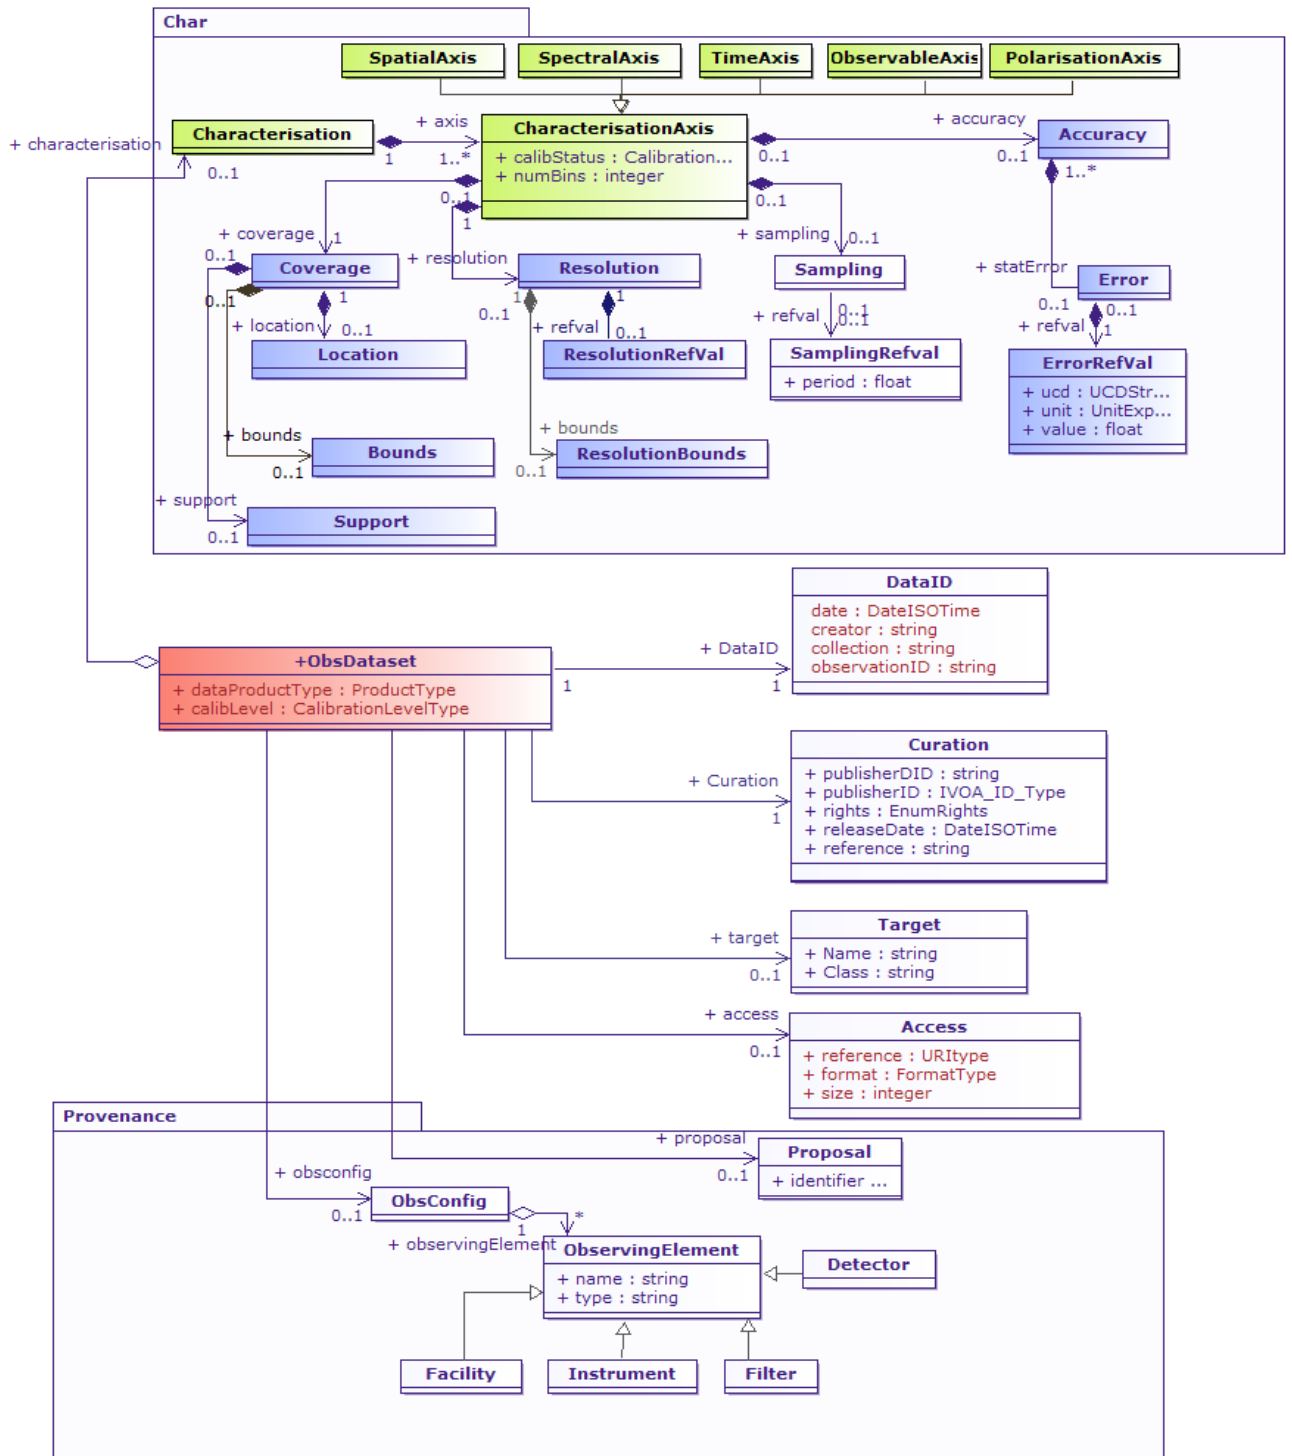 Char
SpatialAxis
SpectralAxis
TimeAxis
ObservableAxis
PolarisationAxis
+ characterisation
0..1
Characterisation
1
+ axis
1..*
CharacterisationAxis
+ calibStatus : Calibration...
+ numBins : integer
+ accuracy
0..1
0..1
Accuracy
1..*
0..1
+ coverage
1
1
+ resolution
0..1
+ sampling
0..1
0..1
Coverage
1
0..1
+ location
0..1
Location
Resolution
1
0..1
1
+ refval
0..1
ResolutionRefVal
Sampling
+ refval
0..1
0..1
SamplingRefval
+ period : float
+ statError
0..1
Error
0..1
+ refval
1
ErrorRefVal
+ ucd : UCDStr...
+ unit : UnitExp...
+ value : float
+ bounds
0..1
Bounds
+ bounds
0..1
ResolutionBounds
+ support
0..1
Support
+ObsDataset
+ dataProductType : ProductType
+ calibLevel : CalibrationLevelType
+ DataID
1
1
DataID
date : DateISOTime
creator : string
collection : string
observationID : string
+ Curation
1
Curation
+ publisherDID : string
+ publisherID : IVOA_ID_Type
+ rights : EnumRights
+ releaseDate : DateISOTime
+ reference : string
+ target
0..1
Target
+ Name : string
+ Class : string
+ access
0..1
Access
+ reference : URItype
+ format : FormatType
+ size : integer
Provenance
+ proposal
0..1
Proposal
+ identifier ...
+ obsconfig
0..1
ObsConfig
1
*
+ observingElement
ObservingElement
+ name : string
+ type : string
Detector
Facility
Instrument
Filter